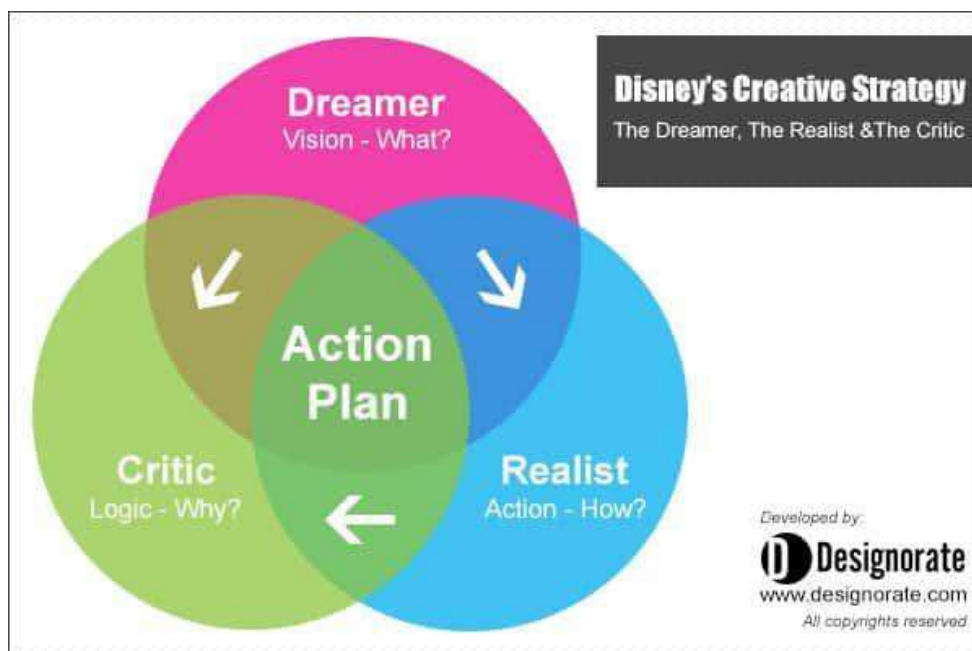 Disney's Creative Strategy
The Dreamer, The Realist &The Critic
Dreamer
Vision - What?
Action
Plan
Critic
Logic - Why?
Realist
Action - How?
Developed by:
D Designorate
www.designorate.com
All copyrights reserved